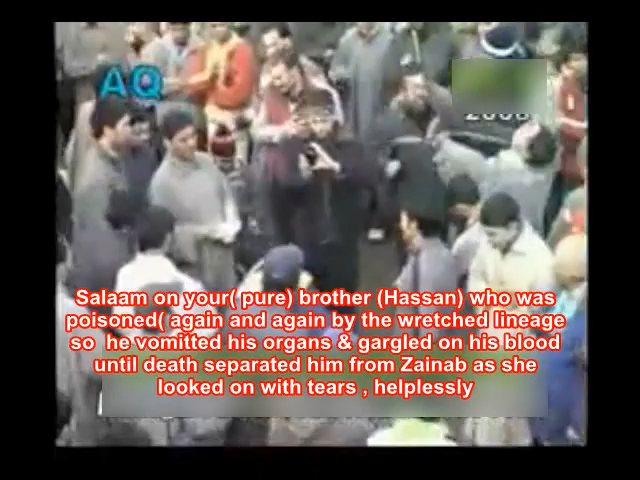 AQ
2008
Salaam on your( pure) brother (Hassan) who was
poisoned( again and again by the wretched lineage
so he vomitted his organs & gargled on his blood
until death separated him from Zainab as she
looked on with tears , helplessly